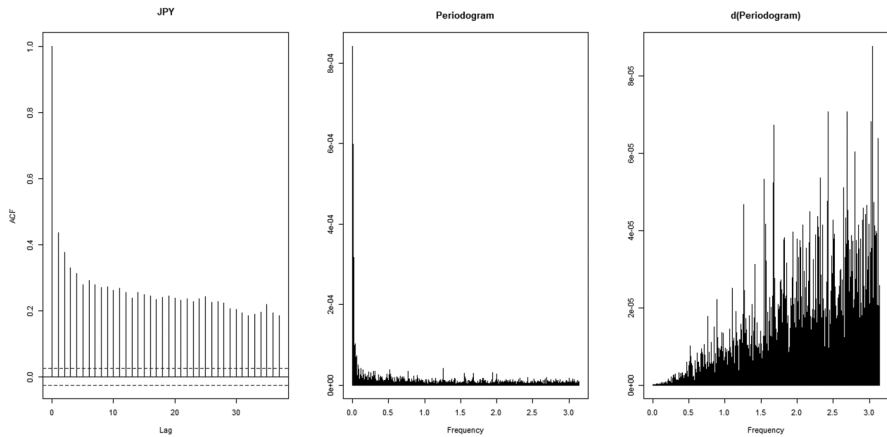 JPY
ACF
0.0
0.2
0.4
0.6
0.8
1.0
0
10
20
30
Lag
Periodogram
0e+00
2e-04
4e-04
6e-04
8e-04
0.0
0.5
1.0
1.5
2.0
2.5
3.0
Frequency
d(Periodogram)
0e+00
2e-05
4e-05
6e-05
8e-05
0.0
0.5
1.0
1.5
2.0
2.5
3.0
Frequency